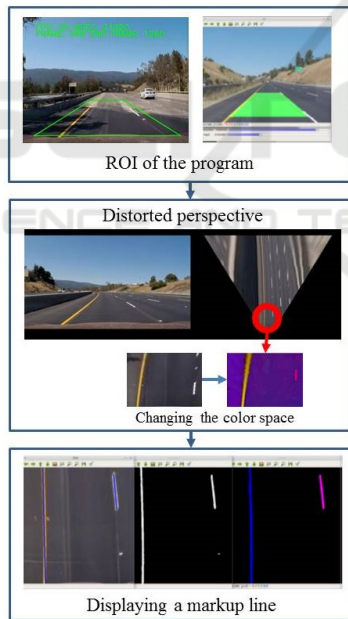 ROI of the program
Distorted perspective
Changing the color space
Displaying a markup line